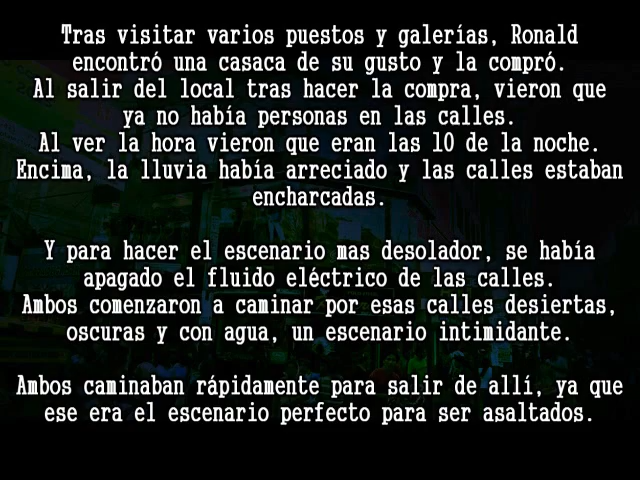 Tras visitar varios puestos y galerías, Ronald
encontró una casaca de su gusto y la compró.
Al salir del local tras hacer la compra, vieron que
ya no había personas en las calles.
Al ver la hora vieron que eran las 10 de la noche.
Encima, la lluvia había arreciado y las calles estaban
encharcadas.
Y para hacer el escenario mas desolador, se había
apagado el fluido eléctrico de las calles.
Ambos comenzaron a caminar por esas calles desiertas,
oscuras y con agua, un escenario intimidante.
Ambos caminaban rápidamente para salir de allí, ya que
ese era el escenario perfecto para ser asaltados.